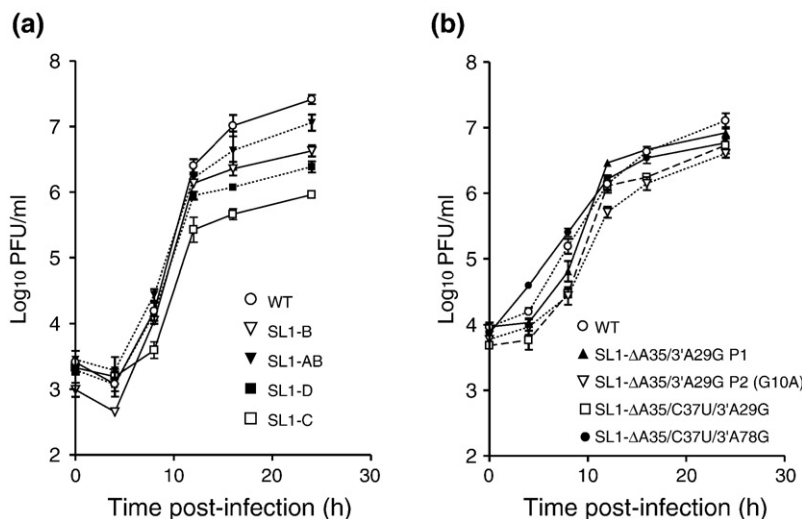 (a)
8
7
6
5
4
3
2
Log10 PFU/ml
0
10
20
30
Time post-infection (h)
WT
SL1-B
SL1-AB
SL1-D
SL1-C
(b)
8
7
6
5
4
3
2
Log10 PFU/ml
0
10
20
30
Time post-infection (h)
WT
SL1-ΔA35/3'A29G P1
SL1-ΔA35/3'A29G P2 (G10A)
SL1-ΔA35/C37U/3'A29G
SL1-ΔA35/C37U/3'A78G